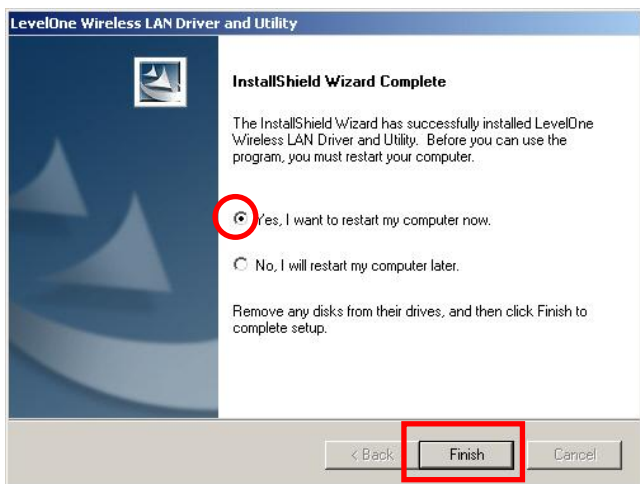 LevelOne Wireless LAN Driver and Utility
InstallShield Wizard Complete
The InstallShield Wizard has successfully installed LevelOne
Wireless LAN Driver and Utility. Before you can use the
program, you must restart your computer.
Yes, I want to restart my computer now.
No, I will restart my computer later.
Remove any disks from their drives, and then click Finish to
complete setup.
< Back Finish Cancel